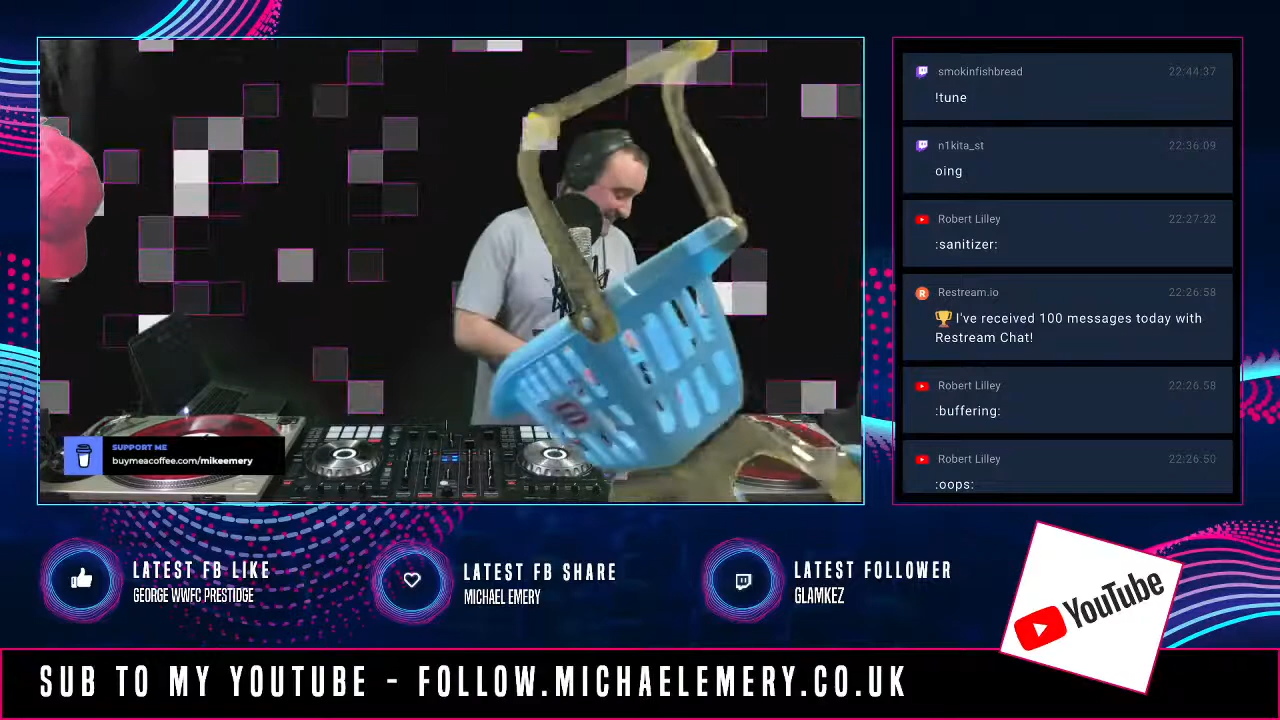 SUPPORT ME
buymeacoffee.com/mikeemery
smokinfishbread 22:44:37
!tune
n1kita_st 22:36:09
oing
Robert Lilley 22:27:22
:sanitizer:
Restream.io 22:26:58
🏆 I've received 100 messages today with
Restream Chat!
Robert Lilley 22:26:58
:buffering:
Robert Lilley 22:26:50
:oops:
LATEST FB LIKE
GEORGE WWFC PRESTIDGE
LATEST FB SHARE
MICHAEL EMERY
LATEST FOLLOWER
GLAMKEZ
YouTube
SUB TO MY YOUTUBE - FOLLOW.MICHAELEMERY.CO.UK